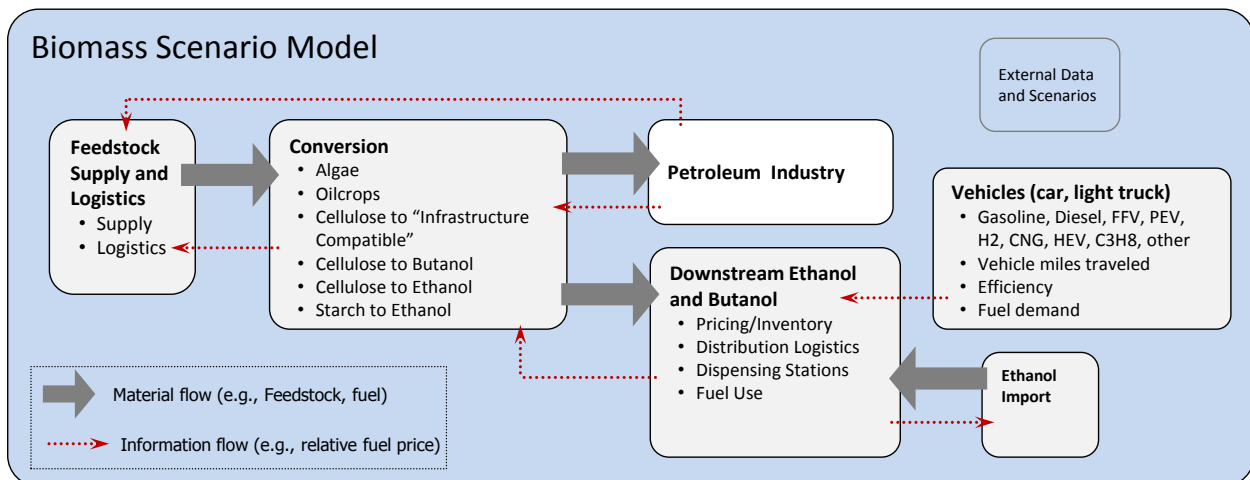 Biomass Scenario Model
External Data
and Scenarios
Feedstock
Supply and
Logistics
• Supply
• Logistics
Conversion
• Algae
• Oilcrops
• Cellulose to “Infrastructure
Compatible”
• Cellulose to Butanol
• Cellulose to Ethanol
• Starch to Ethanol
Petroleum Industry
Vehicles (car, light truck)
• Gasoline, Diesel, FFV, PEV,
H2, CNG, HEV, C3H8, other
• Vehicle miles traveled
• Efficiency
• Fuel demand
Downstream Ethanol
and Butanol
• Pricing/Inventory
• Distribution Logistics
• Dispensing Stations
• Fuel Use
Ethanol
Import
Material flow (e.g., Feedstock, fuel)
Information flow (e.g., relative fuel price)